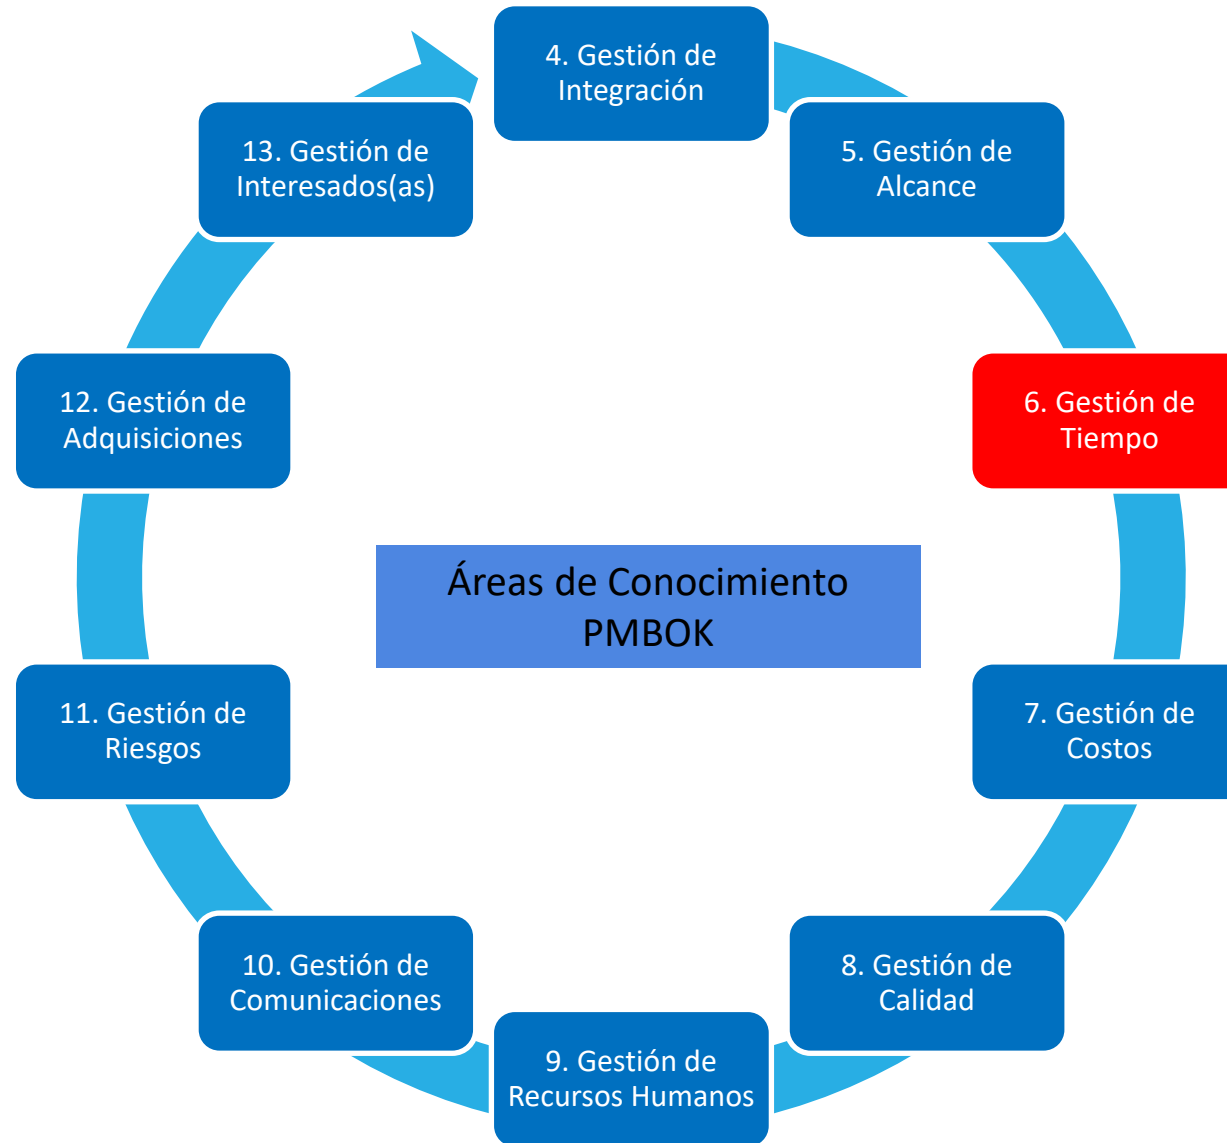 4. Gestión de
Integración
5. Gestión de
Alcance
6. Gestión de
Tiempo
7. Gestión de
Costos
8. Gestión de
Calidad
9. Gestión de
Recursos Humanos
10. Gestión de
Comunicaciones
11. Gestión de
Riesgos
12. Gestión de
Adquisiciones
13. Gestión de
Interesados(as)
Áreas de Conocimiento
PMBOK